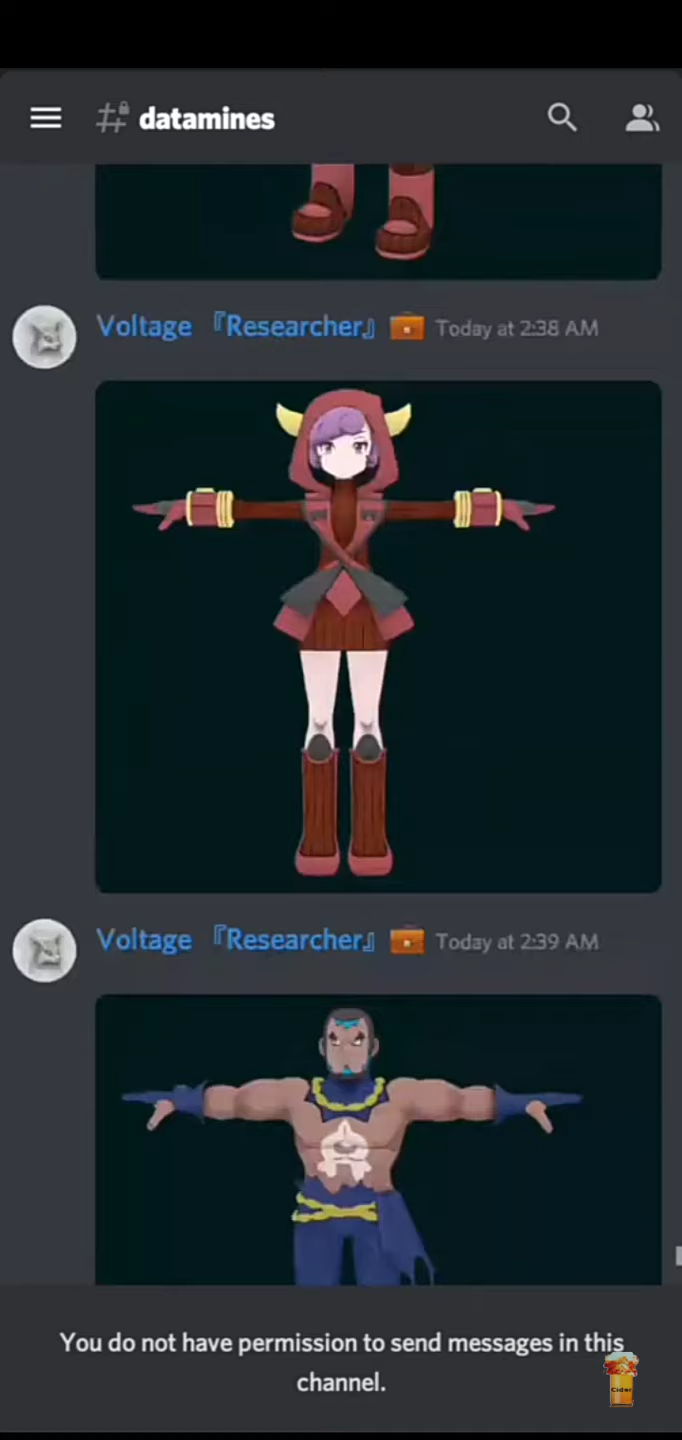 datamines
Voltage 『Researcher』 Today at 2:38 AM
Voltage 『Researcher』 Today at 2:39 AM
You do not have permission to send messages in this
channel.
Cider